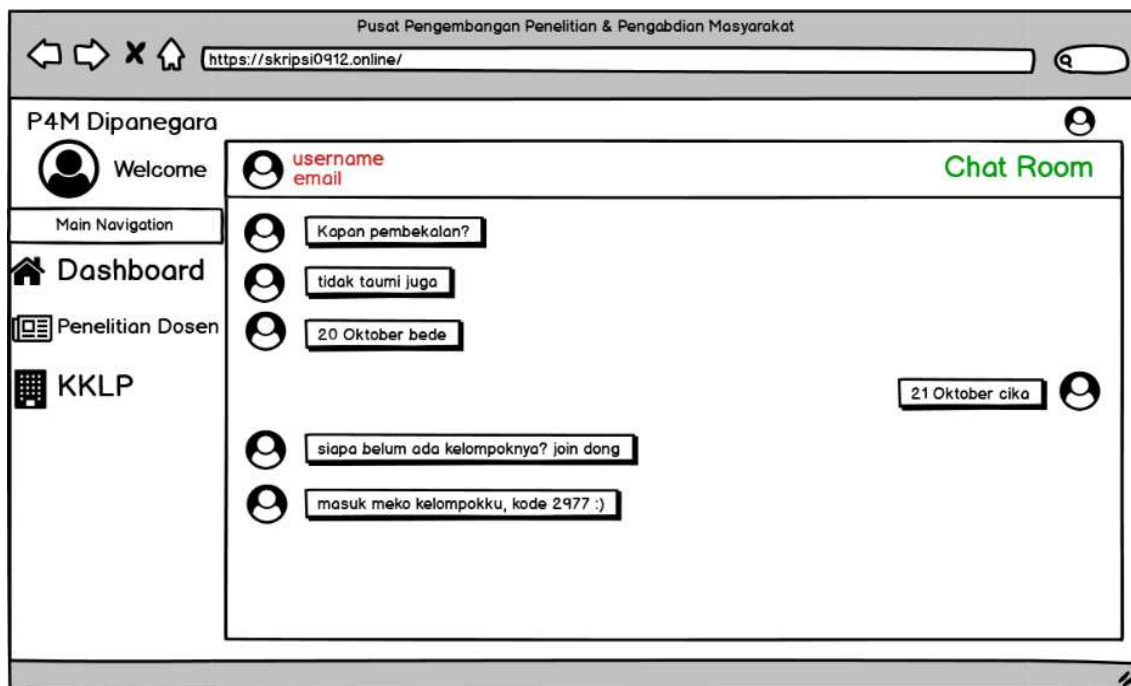 Pusat Pengembangan Penelitian & Pengabdian Masyarakat
https://skripsi0912.online/
P4M Dipanegara
Welcome
Main Navigation
Dashboard
Penelitian Dosen
KKLP
username
email
Chat Room
Kapan pembekalan?
tidak taumi juga
20 Oktober bede
21 Oktober cika
siapa belum ada kelompoknya? join dong
masuk meko kelompokku, kode 2977 :)